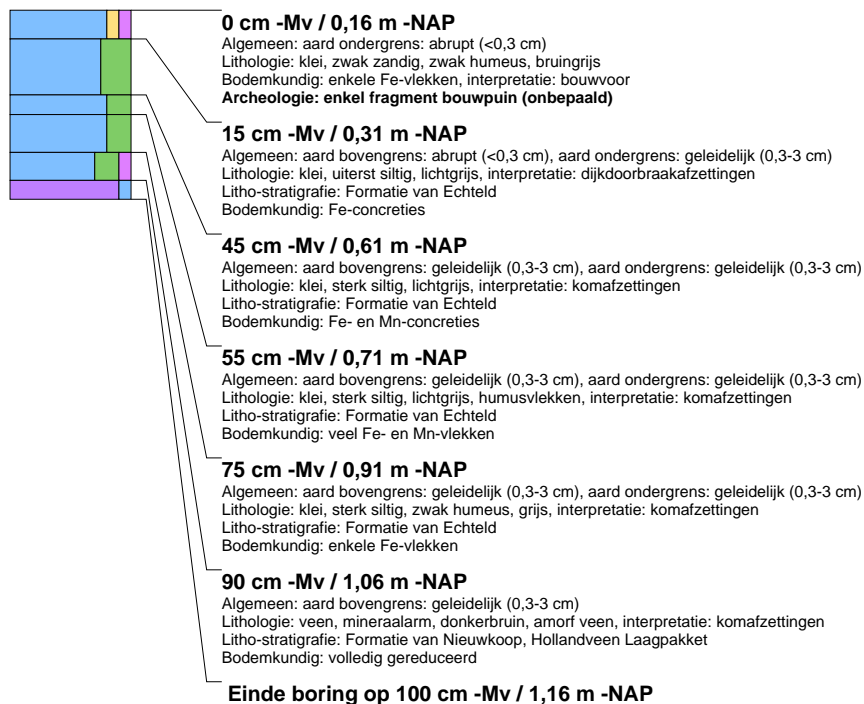 0 cm -Mv / 0,16 m -NAP
Algemeen: aard ondergrens: abrupt (<0,3 cm)
Lithologie: klei, zwak zandig, zwak humeus, bruingrijs
Bodemkundig: enkele Fe-vlekken, interpretatie: bouwvoor
Archeologie: enkel fragment bouwpuin (onbepaald)
15 cm -Mv / 0,31 m -NAP
Algemeen: aard bovengrens: abrupt (<0,3 cm), aard ondergrens: geleidelijk (0,3-3 cm)
Lithologie: klei, uiterst siltig, lichtgrijs, interpretatie: dijkdoorbraakafzettingen
Litho-stratigrafie: Formatie van Echteld
Bodemkundig: Fe-concreties
45 cm -Mv / 0,61 m -NAP
Algemeen: aard bovengrens: geleidelijk (0,3-3 cm), aard ondergrens: geleidelijk (0,3-3 cm)
Lithologie: klei, sterk siltig, lichtgrijs, interpretatie: komafzettingen
Litho-stratigrafie: Formatie van Echteld
Bodemkundig: Fe- en Mn-concreties
55 cm -Mv / 0,71 m -NAP
Algemeen: aard bovengrens: geleidelijk (0,3-3 cm), aard ondergrens: geleidelijk (0,3-3 cm)
Lithologie: klei, sterk siltig, lichtgrijs, humusvlekken, interpretatie: komafzettingen
Litho-stratigrafie: Formatie van Echteld
Bodemkundig: veel Fe- en Mn-vlekken
75 cm -Mv / 0,91 m -NAP
Algemeen: aard bovengrens: geleidelijk (0,3-3 cm), aard ondergrens: geleidelijk (0,3-3 cm)
Lithologie: klei, sterk siltig, zwak humeus, grijs, interpretatie: komafzettingen
Litho-stratigrafie: Formatie van Echteld
Bodemkundig: enkele Fe-vlekken
90 cm -Mv / 1,06 m -NAP
Algemeen: aard bovengrens: geleidelijk (0,3-3 cm)
Lithologie: veen, mineraalarm, donkerbruin, amorf veen, interpretatie: komafzettingen
Litho-stratigrafie: Formatie van Nieuwkoop, Hollandveen Laagpakket
Bodemkundig: volledig gereduceerd
Einde boring op 100 cm -Mv / 1,16 m -NAP